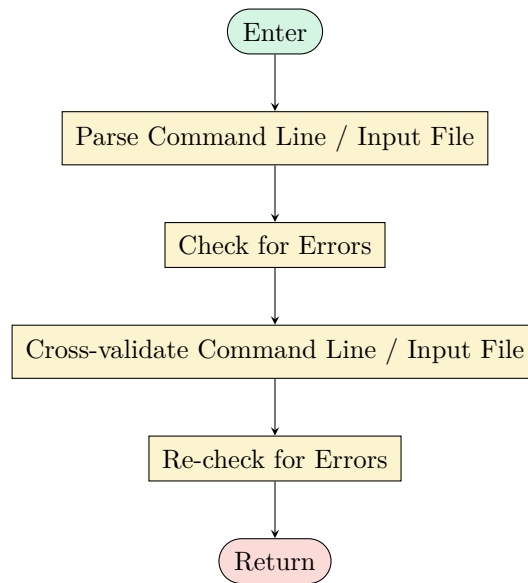 Enter
Parse Command Line / Input File
Check for Errors
Cross-validate Command Line / Input File
Re-check for Errors
Return